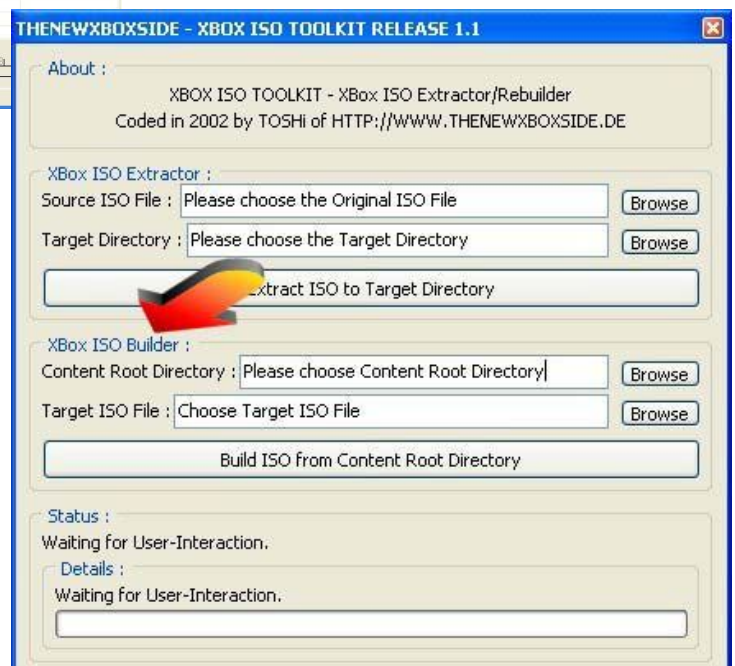 THENEWXBOXSIDE - XBOX ISO TOOLKIT RELEASE 1.1
About :
XBOX ISO TOOLKIT - XBox ISO Extractor/Rebuilder
Coded in 2002 by TOSHi of HTTP://WWW.THENEWXBOXSIDE.DE
XBox ISO Extractor :
Source ISO File : Please choose the Original ISO File Browse
Target Directory : Please choose the Target Directory Browse
Extract ISO to Target Directory
XBox ISO Builder :
Content Root Directory : Please choose Content Root Directory Browse
Target ISO File : Choose Target ISO File Browse
Build ISO from Content Root Directory
Status :
Waiting for User-Interaction.
Details :
Waiting for User-Interaction.